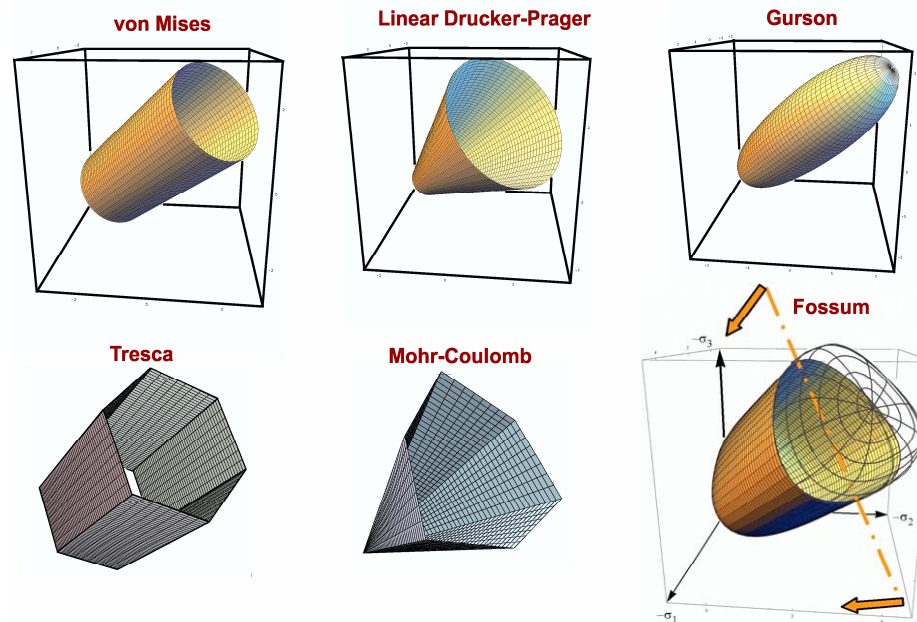 von Mises
Linear Drucker-Prager
Gurson
Fossum
Tresca
Mohr-Coulomb
−σ₃
−σ₂
−σ₁